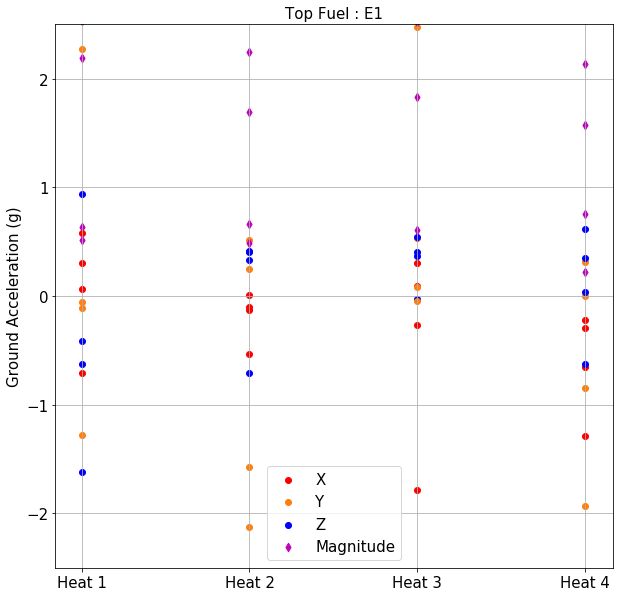 Top Fuel : E1
Ground Acceleration (g)
2
1
0
−1
−2
X
Y
Z
Magnitude
Heat 1 Heat 2 Heat 3 Heat 4